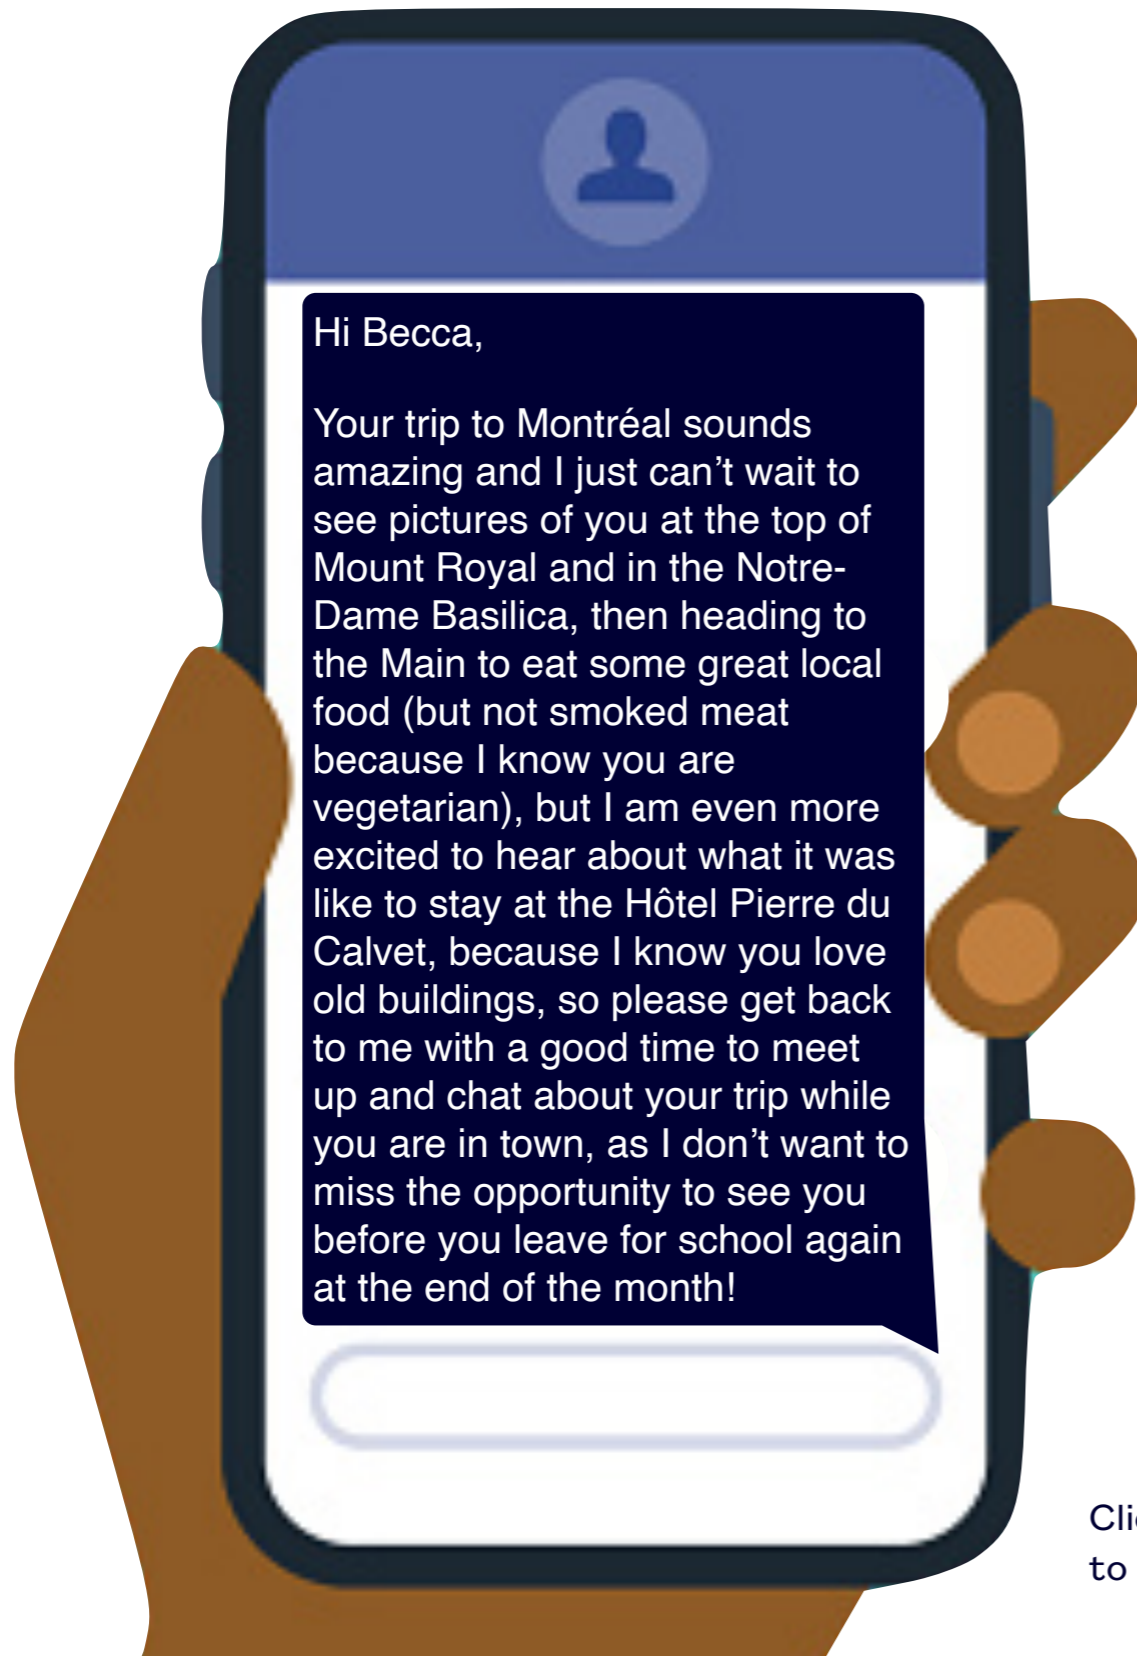 Hi Becca,
Your trip to Montréal sounds
amazing and I just can’t wait to
see pictures of you at the top of
Mount Royal and in the Notre-
Dame Basilica, then heading to
the Main to eat some great local
food (but not smoked meat
because I know you are
vegetarian), but I am even more
excited to hear about what it was
like to stay at the Hôtel Pierre du
Calvet, because I know you love
old buildings, so please get back
to me with a good time to meet
up and chat about your trip while
you are in town, as I don’t want to
miss the opportunity to see you
before you leave for school again
at the end of the month!
to